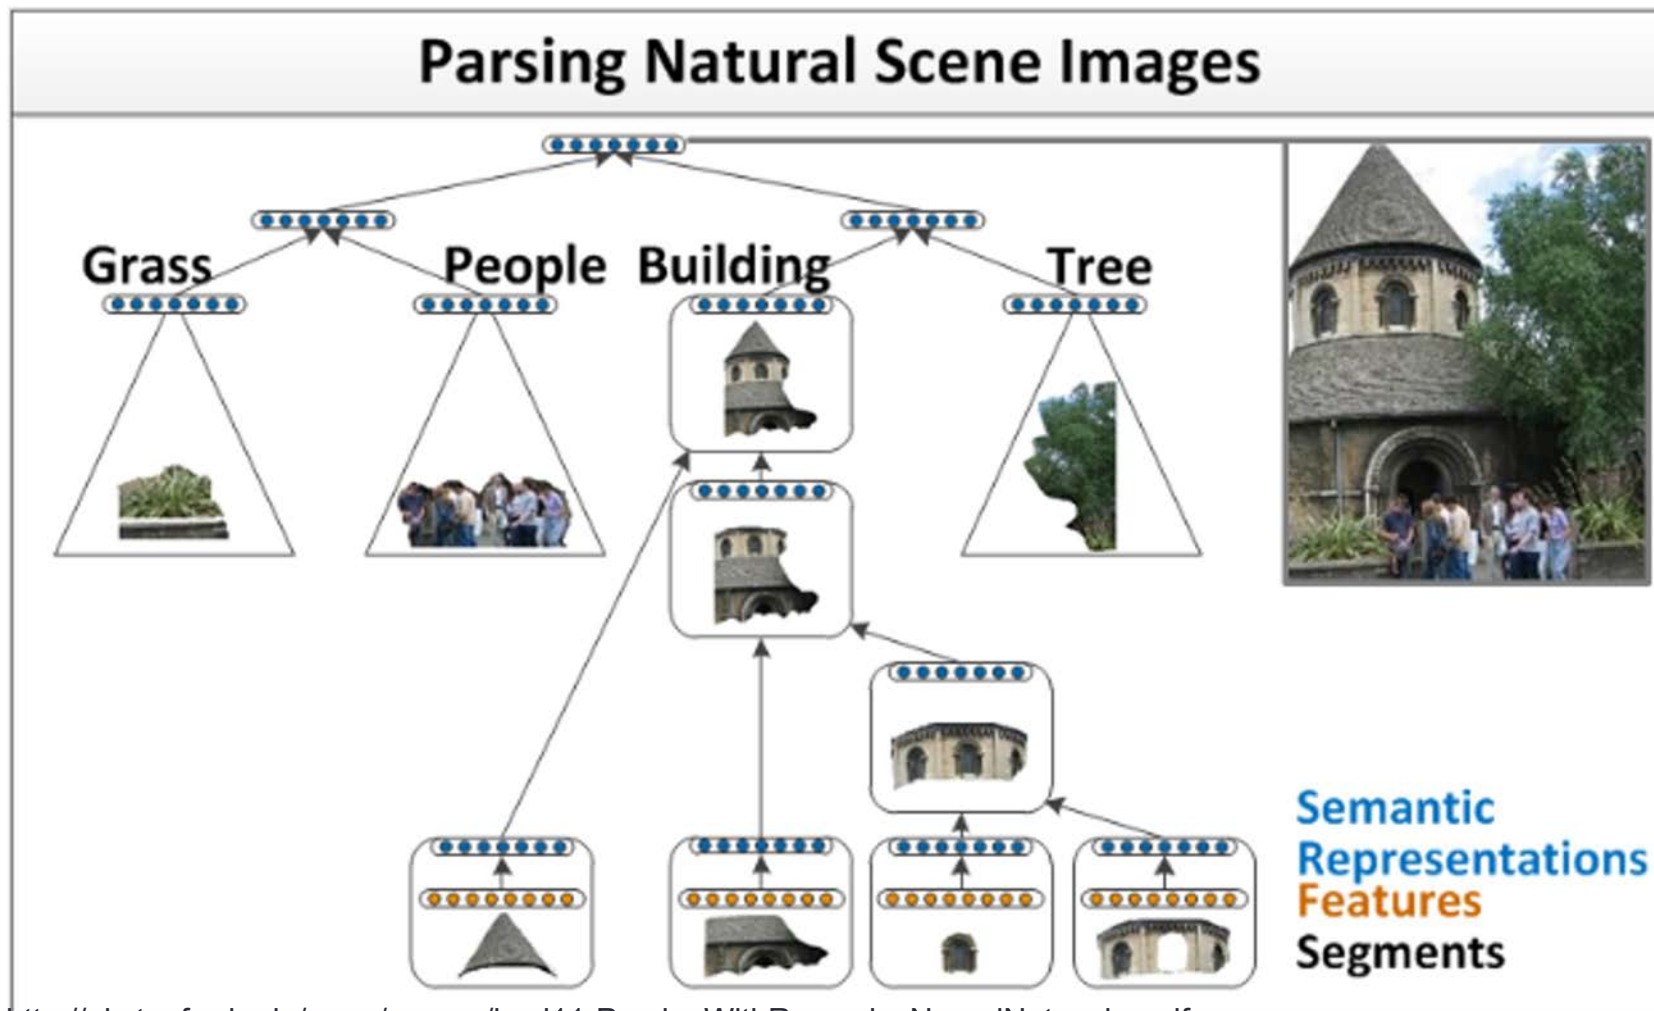 Parsing Natural Scene Images
Grass People Building Tree
Semantic
Representations
Features
Segments